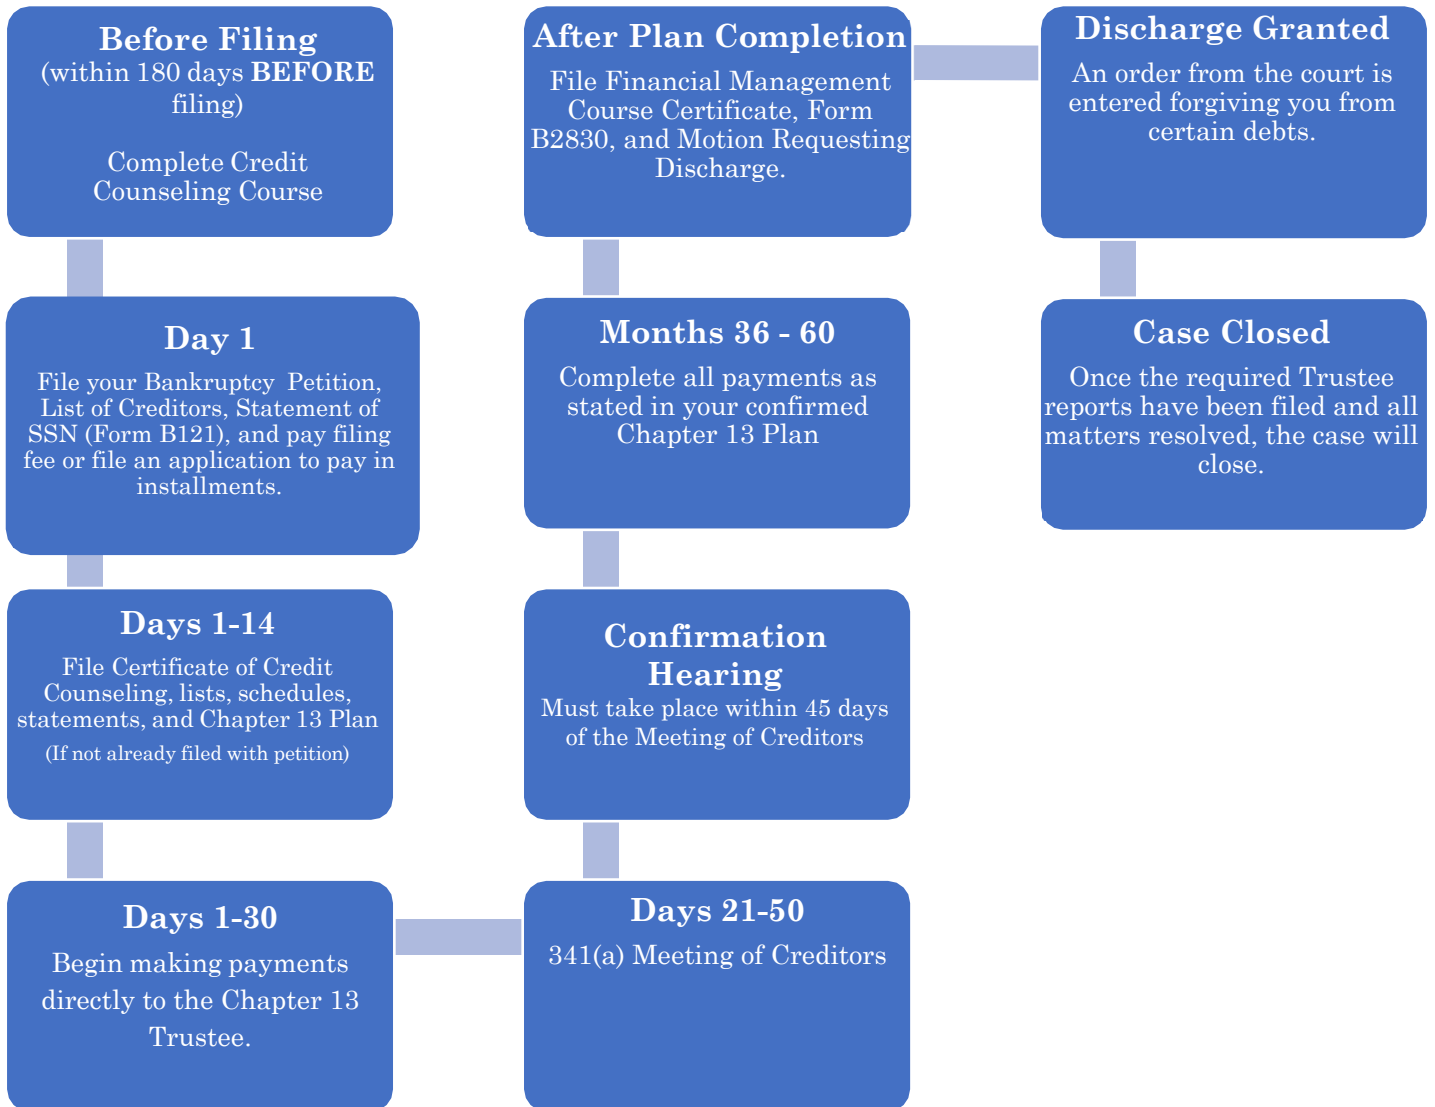 Before Filing
(within 180 days BEFORE
filing)
Complete Credit
Counseling Course
Day 1
File your Bankruptcy Petition,
List of Creditors, Statement of
SSN (Form B121), and pay filing
fee or file an application to pay in
installments.
Days 1-14
File Certificate of Credit
Counseling, lists, schedules,
statements, and Chapter 13 Plan
(If not already filed with petition)
Days 1-30
Begin making payments
directly to the Chapter 13
Trustee.
Days 21-50
341(a) Meeting of Creditors
Confirmation
Hearing
Must take place within 45 days
of the Meeting of Creditors
Months 36 - 60
Complete all payments as
stated in your confirmed
Chapter 13 Plan
After Plan Completion
File Financial Management
Course Certificate, Form
B2830, and Motion Requesting
Discharge.
Discharge Granted
An order from the court is
entered forgiving you from
certain debts.
Case Closed
Once the required Trustee
reports have been filed and all
matters resolved, the case will
close.